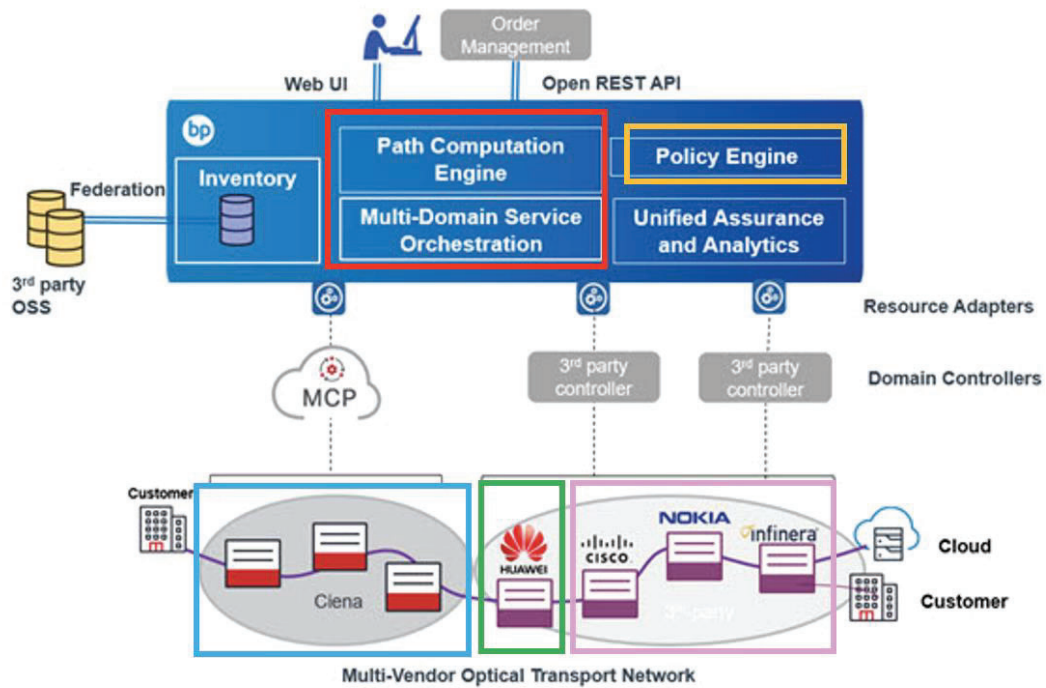 Order
Management
Web UI
Open REST API
bp
Path Computation
Engine
Policy Engine
Federation
Inventory
Multi-Domain Service
Orchestration
Unified Assurance
and Analytics
3rd party
OSS
Resource Adapters
MCP
3rd party
controller
3rd party
controller
Domain Controllers
Customer
Ciena
HUAWEI
CISCO
NOKIA
infinera
3rd-party
Cloud
Customer
Multi-Vendor Optical Transport Network